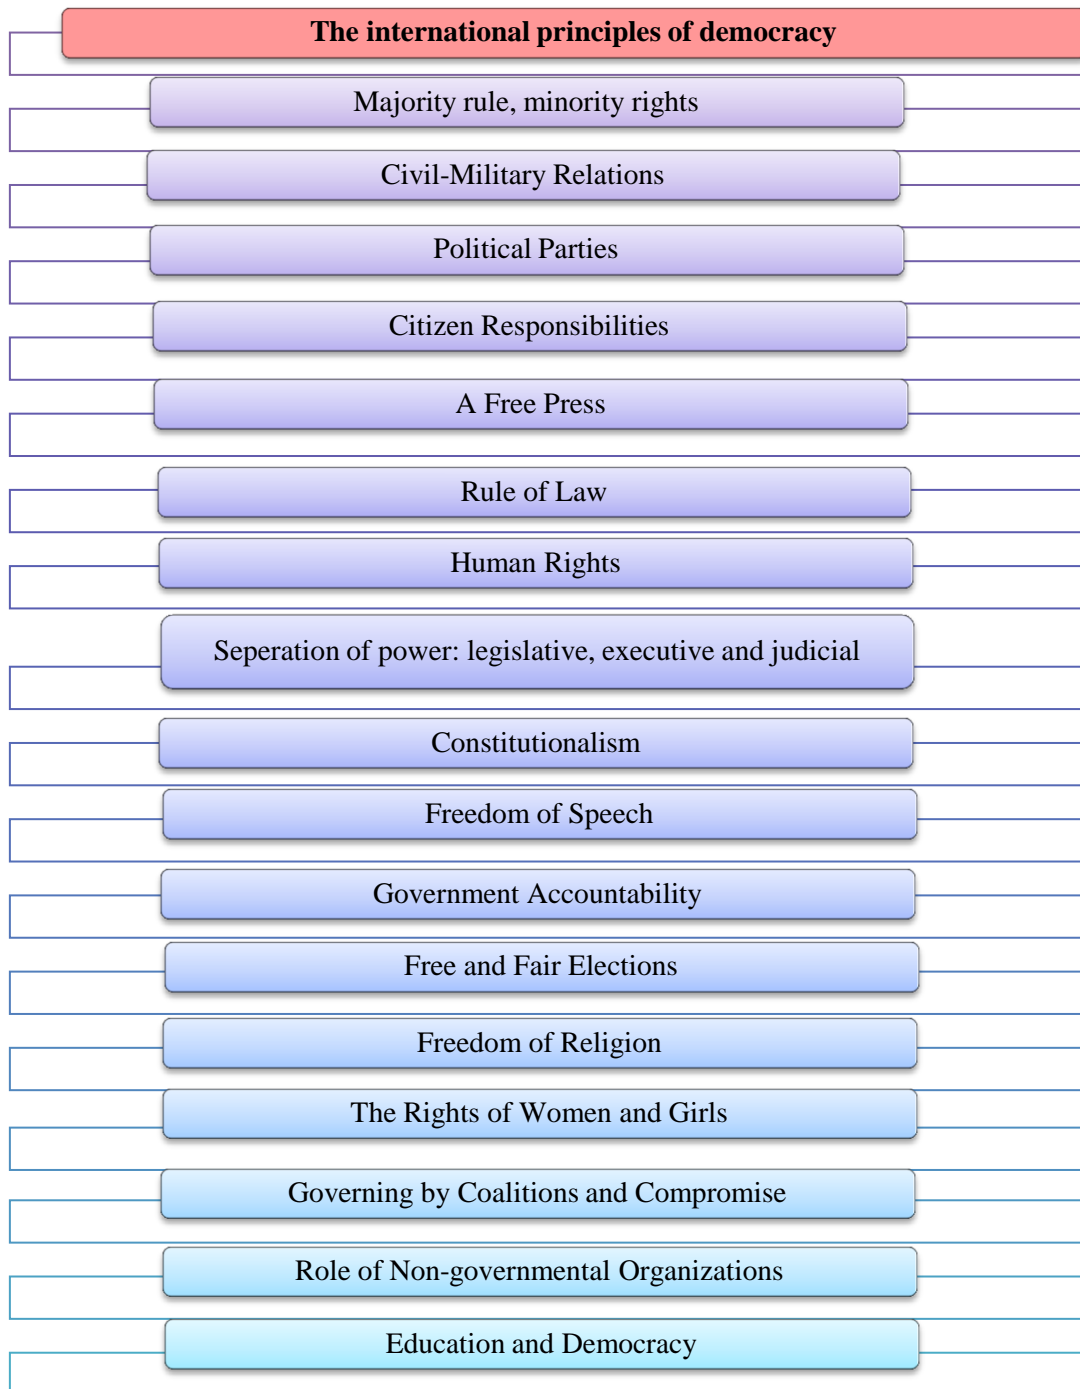 The international principles of democracy
Majority rule, minority rights
Civil-Military Relations
Political Parties
Citizen Responsibilities
A Free Press
Rule of Law
Human Rights
Seperation of power: legislative, executive and judicial
Constitutionalism
Freedom of Speech
Government Accountability
Free and Fair Elections
Freedom of Religion
The Rights of Women and Girls
Governing by Coalitions and Compromise
Role of Non-governmental Organizations
Education and Democracy